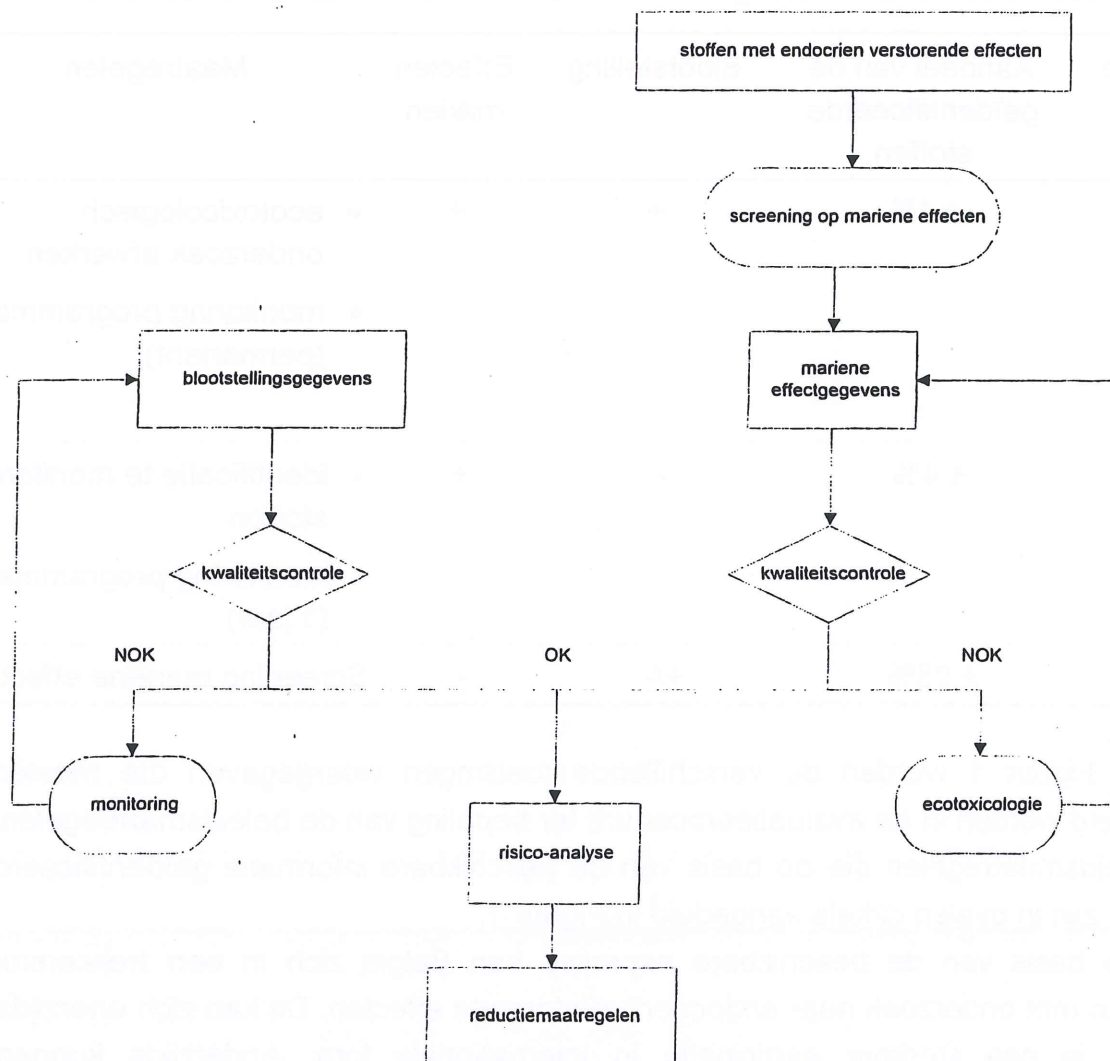 stoffen met endocrien verstorende effecten
screening op mariene effecten
blootstellingsgegevens
mariene
effectgegevens
kwaliteitscontrole
kwaliteitscontrole
NOK
OK
NOK
monitoring
ecotoxicologie
risico-analyse
reductiemaatregelen